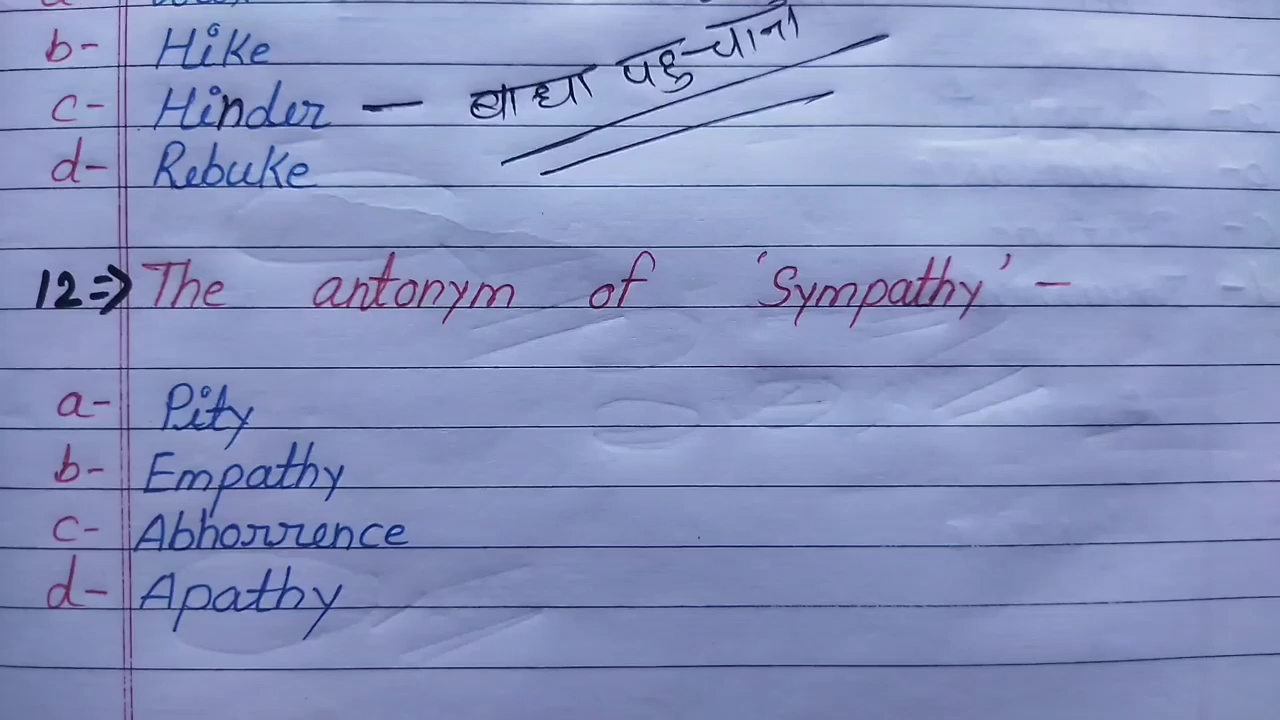 b- Hike
c- Hinder — बाधा पहुचाना
d- Rebuke
12=> The antonym of 'Sympathy' -
a- Pity
b- Empathy
c- Abhorrence
d- Apathy